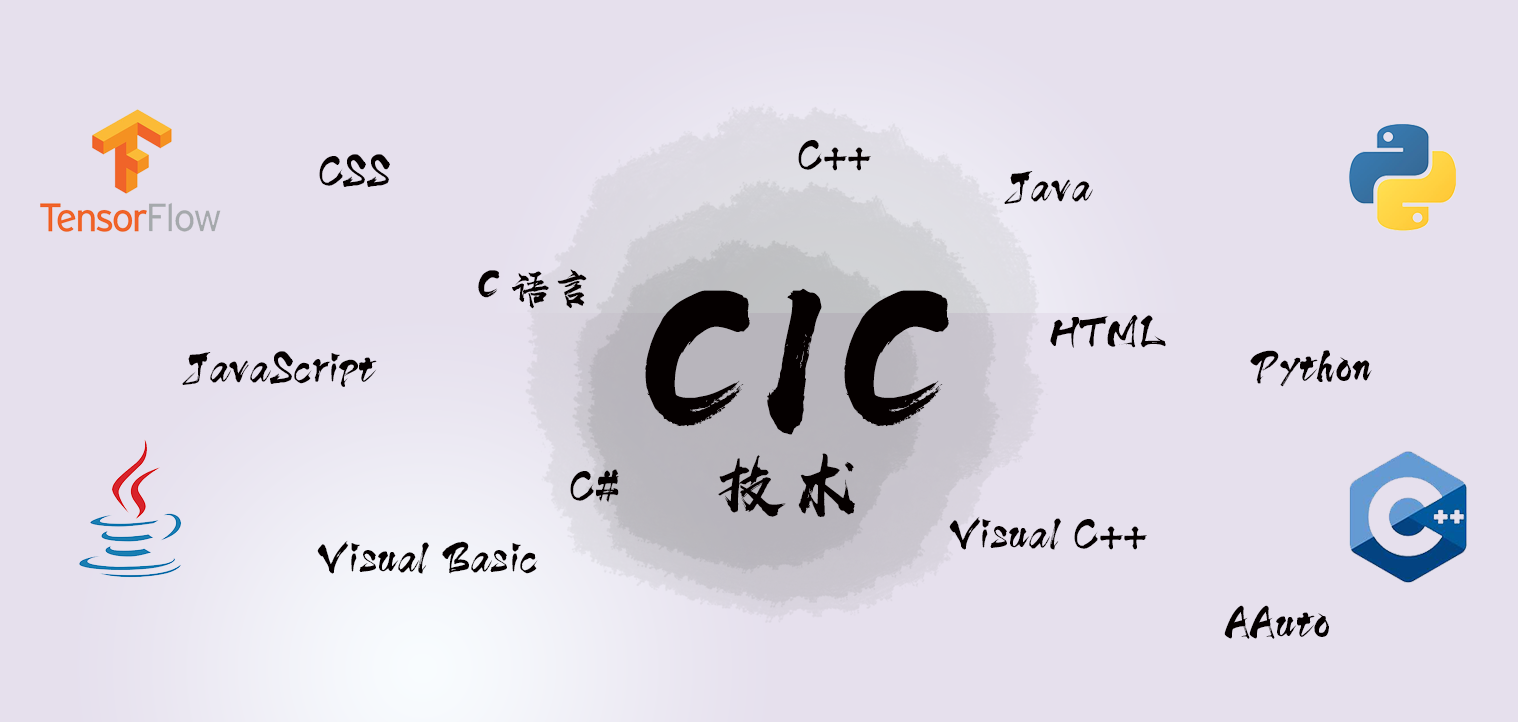 C++
CSS
Java
TensorFlow
C 语言
CIC
HTML
JavaScript
Python
C#
技术
Visual C++
C++
Visual Basic
AAuto